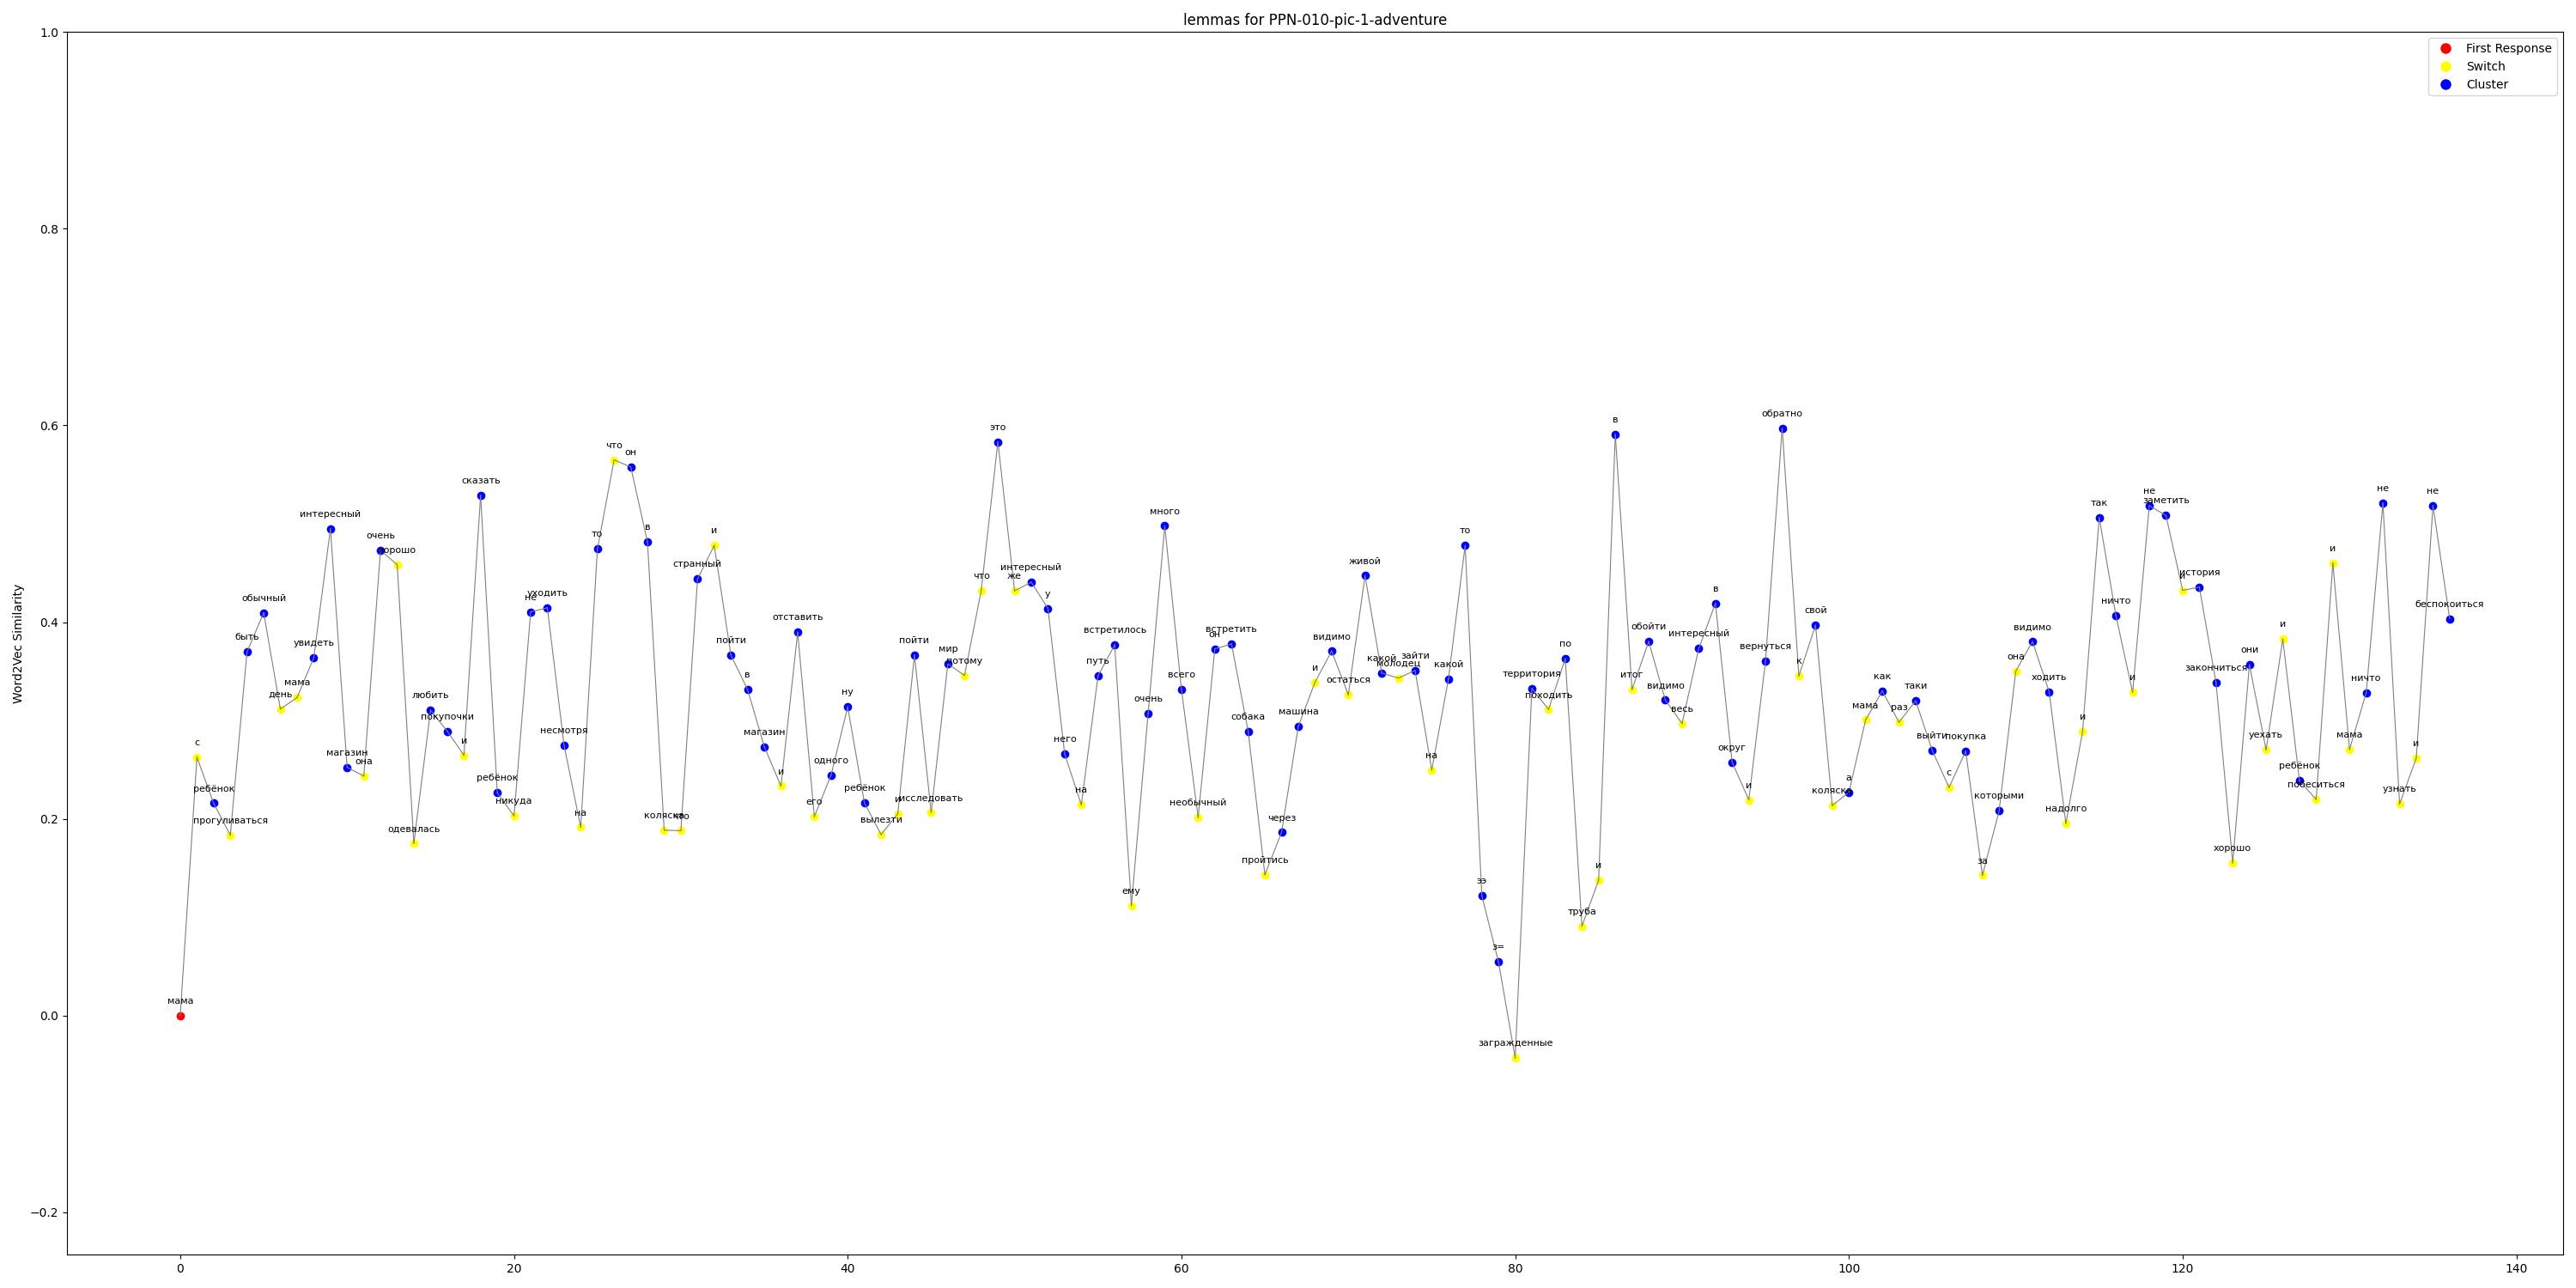 lemmas for PPN-010-pic-1-adventure
First Response
Switch
Cluster
Word2Vec Similarity
1.0
0.8
0.6
0.4
0.2
0.0
−0.2
0
20
40
60
80
100
120
140
мама
с
ребёнок
прогуливаться
быть
обычный
день
мама
увидеть
интересный
магазин
она
очень
хорошо
одевалась
любить
покупочки
и
сказать
ребёнок
никуда
не
уходить
несмотря
на
то
что
он
в
коляска
что
странный
и
пойти
в
магазин
и
отставить
его
одного
ну
ребёнок
вылезти
и
пойти
исследовать
мир
потому
что
это
же
интересный
у
него
на
путь
встретилось
ему
очень
много
всего
необычный
он
встретить
собака
пройтись
через
машина
и
видимо
остаться
живой
какой
молодец
зайти
на
какой
то
ээ
з=
загражденные
территория
походить
по
труба
и
в
итог
обойти
видимо
весь
интересный
в
округ
и
вернуться
обратно
к
свой
коляска
а
мама
как
раз
таки
выйти
с
покупка
за
которыми
она
видимо
ходить
надолго
и
так
ничто
и
не
заметить
и
история
закончиться
хорошо
они
уехать
и
ребёнок
повеситься
и
мама
ничто
не
узнать
и
не
беспокоиться